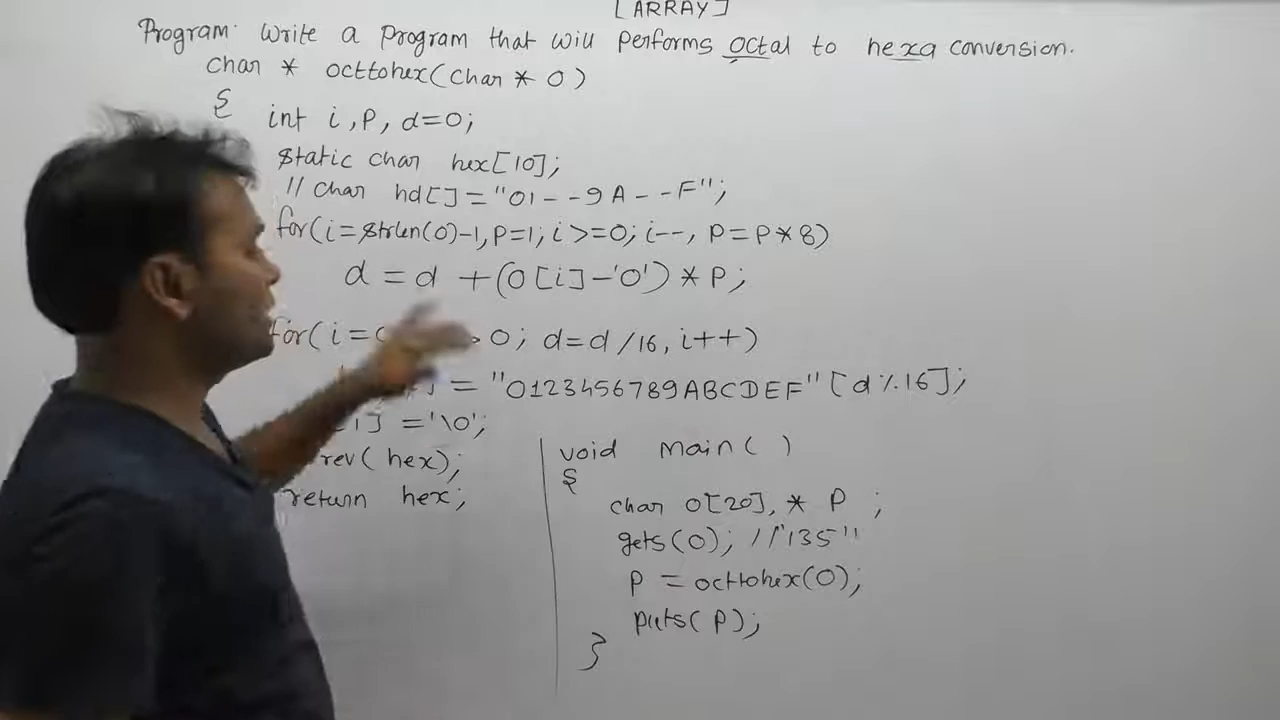 [ARRAY]
Program: Write a Program that will performs octal to hexa conversion.
char * octtohex(char * o)
{
int i, P, d=0;
static char hex[10];
// char hd[]="01--9A--F";
for(i=strlen(o)-1,P=1; i>=0; i--, P=P*8)
d = d +(o[i]-'0') * P;
for( i= 0; d=d/16, i++)
] = "0123456789ABCDEF"[d%16];
i] ='\0';
rev( hex);
return hex;
void main( )
{
char o[20], * P ;
gets(o); //"135"
P = octtohex(o);
puts( P);
}